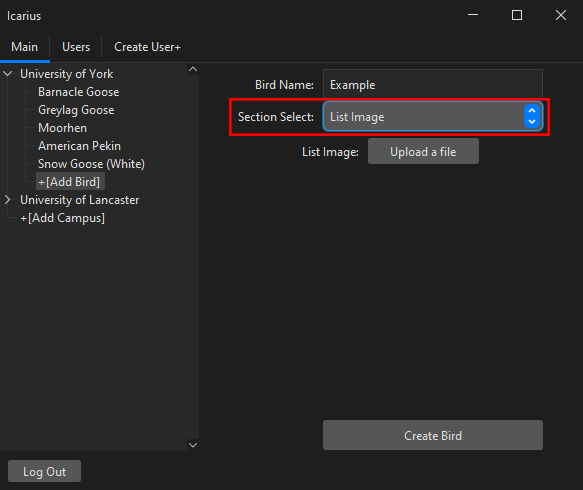 Icarius
Main Users Create User+
University of York
Barnacle Goose
Greylag Goose
Moorhen
American Pekin
Snow Goose (White)
+[Add Bird]
University of Lancaster
+[Add Campus]
Bird Name: Example
Section Select: List Image
List Image: Upload a file
Create Bird
Log Out